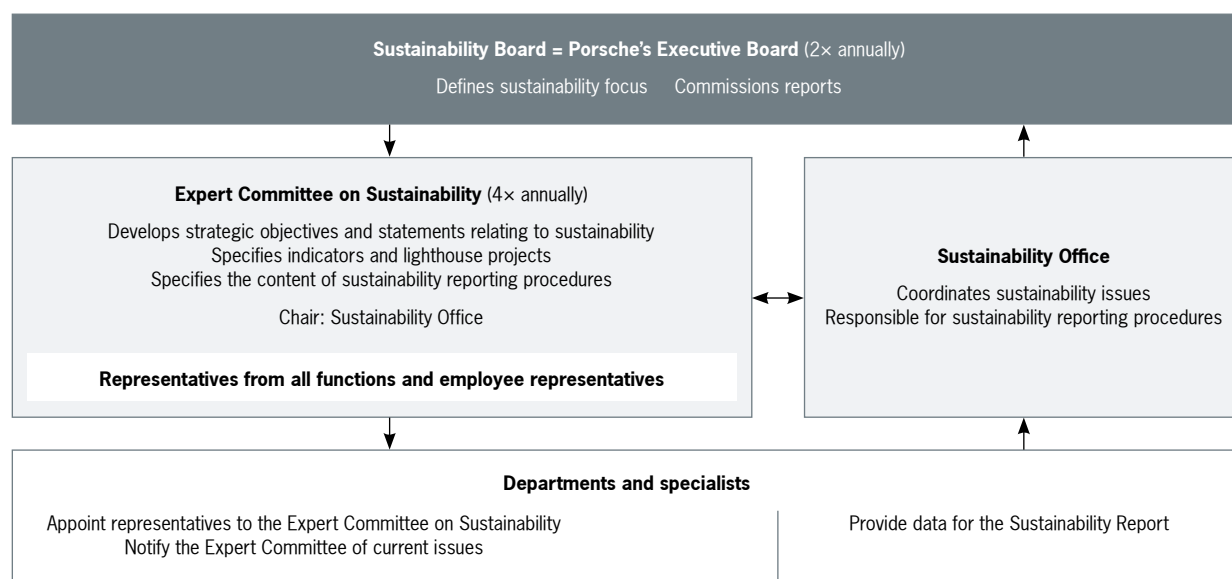 Sustainability Board = Porsche's Executive Board (2× annually)
Defines sustainability focus Commissions reports
Expert Committee on Sustainability (4× annually)
Develops strategic objectives and statements relating to sustainability
Specifies indicators and lighthouse projects
Specifies the content of sustainability reporting procedures
Chair: Sustainability Office
Representatives from all functions and employee representatives
Sustainability Office
Coordinates sustainability issues
Responsible for sustainability reporting procedures
Departments and specialists
Appoint representatives to the Expert Committee on Sustainability
Notify the Expert Committee of current issues
Provide data for the Sustainability Report